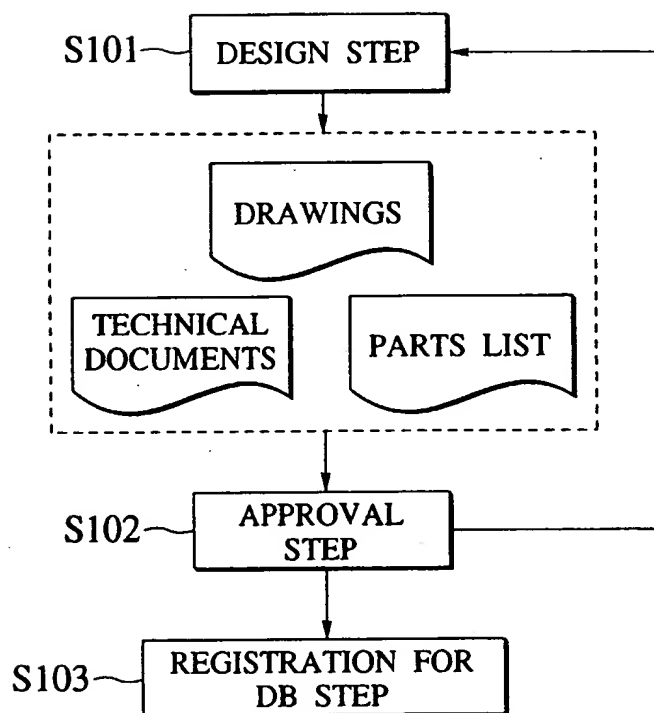 S101
DESIGN STEP
DRAWINGS
TECHNICAL
DOCUMENTS
PARTS LIST
S102
APPROVAL
STEP
S103
REGISTRATION FOR
DB STEP